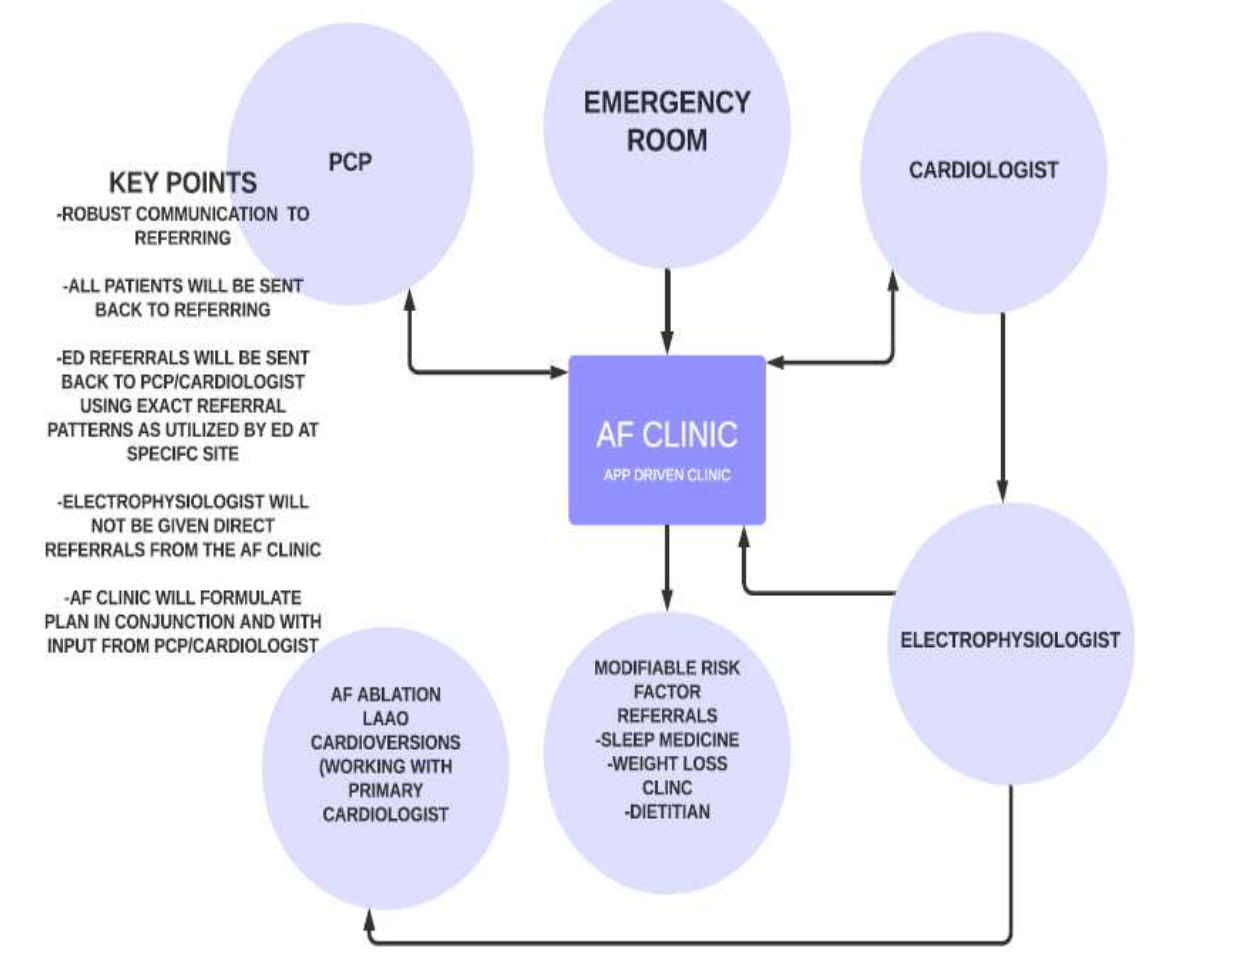 EMERGENCY
ROOM
PCP
CARDIOLOGIST
KEY POINTS
-ROBUST COMMUNICATION TO
REFERRING
-ALL PATIENTS WILL BE SENT
BACK TO REFERRING
-ED REFERRALS WILL BE SENT
BACK TO PCP/CARDIOLOGIST
USING EXACT REFERRAL
PATTERNS AS UTILIZED BY ED AT
SPECIFC SITE
-ELECTROPHYSIOLOGIST WILL
NOT BE GIVEN DIRECT
REFERRALS FROM THE AF CLINIC
-AF CLINIC WILL FORMULATE
PLAN IN CONJUNCTION AND WITH
INPUT FROM PCP/CARDIOLOGIST
AF CLINIC
APP DRIVEN CLINIC
ELECTROPHYSIOLOGIST
AF ABLATION
LAAO
CARDIOVERSIONS
(WORKING WITH
PRIMARY
CARDIOLOGIST
MODIFIABLE RISK
FACTOR
REFERRALS
-SLEEP MEDICINE
-WEIGHT LOSS
CLINC
-DIETITIAN